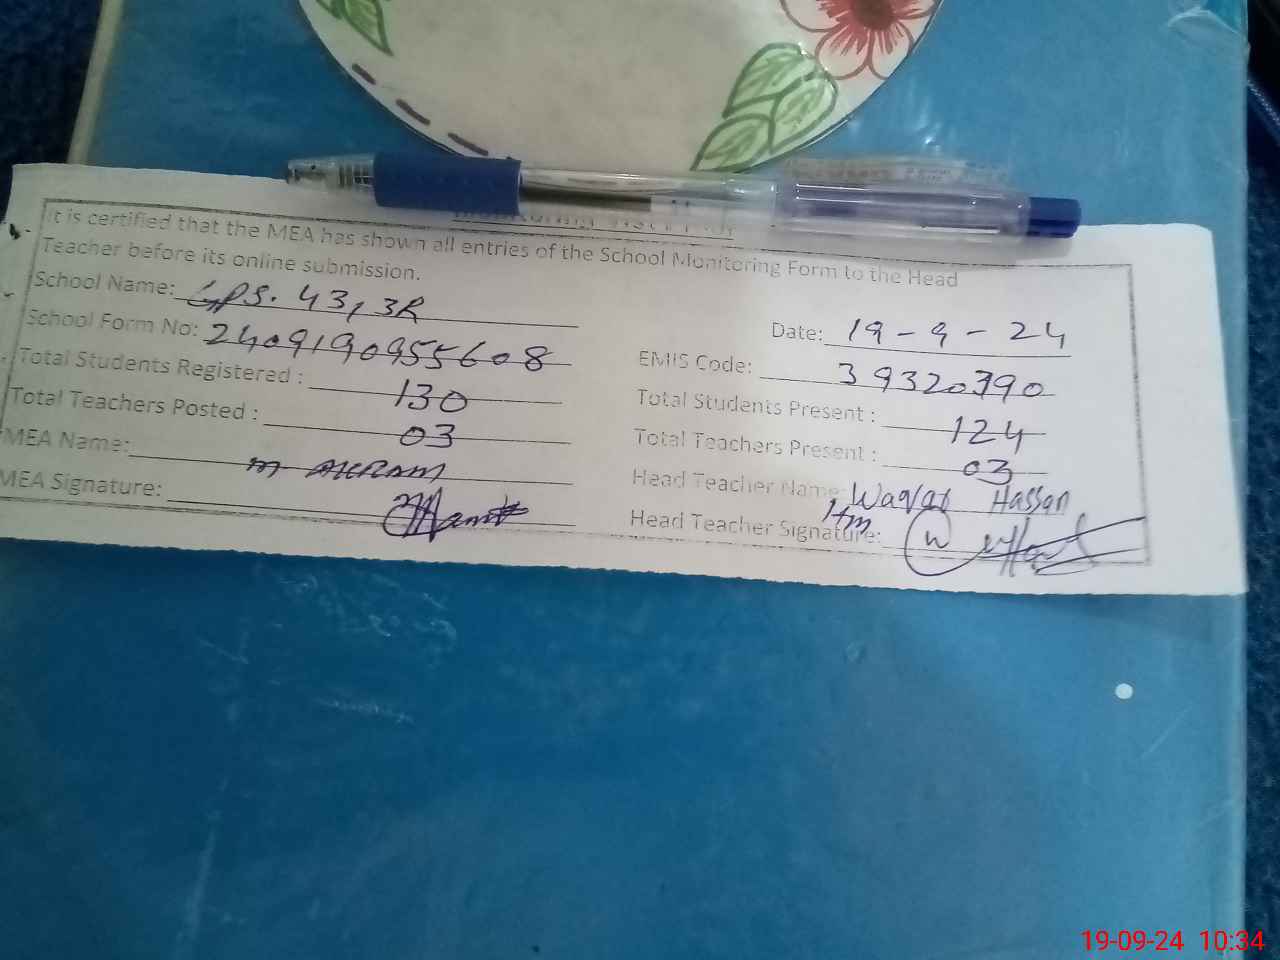 It is certified that the MEA has shown all entries of the School Monitoring Form to the Head
Teacher before its online submission.
School Name: GPS. 43, 3R
Date: 19-9-24
School Form No: 240919095 5608
EMIS Code: 39320390
Total Students Registered : 130
Total Students Present : 124
Total Teachers Posted : 03
Total Teachers Present : 03
MEA Name: M AKRAM
Head Teacher Name: Waqar Hassan
MEA Signature:
Head Teacher Signature:
19-09-24 10:34